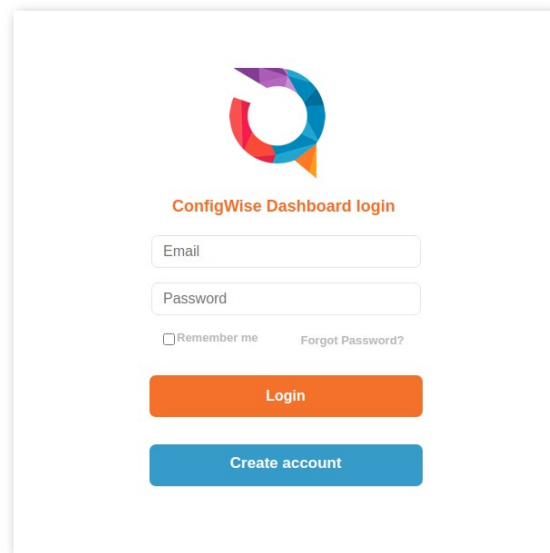 ConfigWise Dashboard login
Email
Password
Remember me
Forgot Password?
Login
Create account